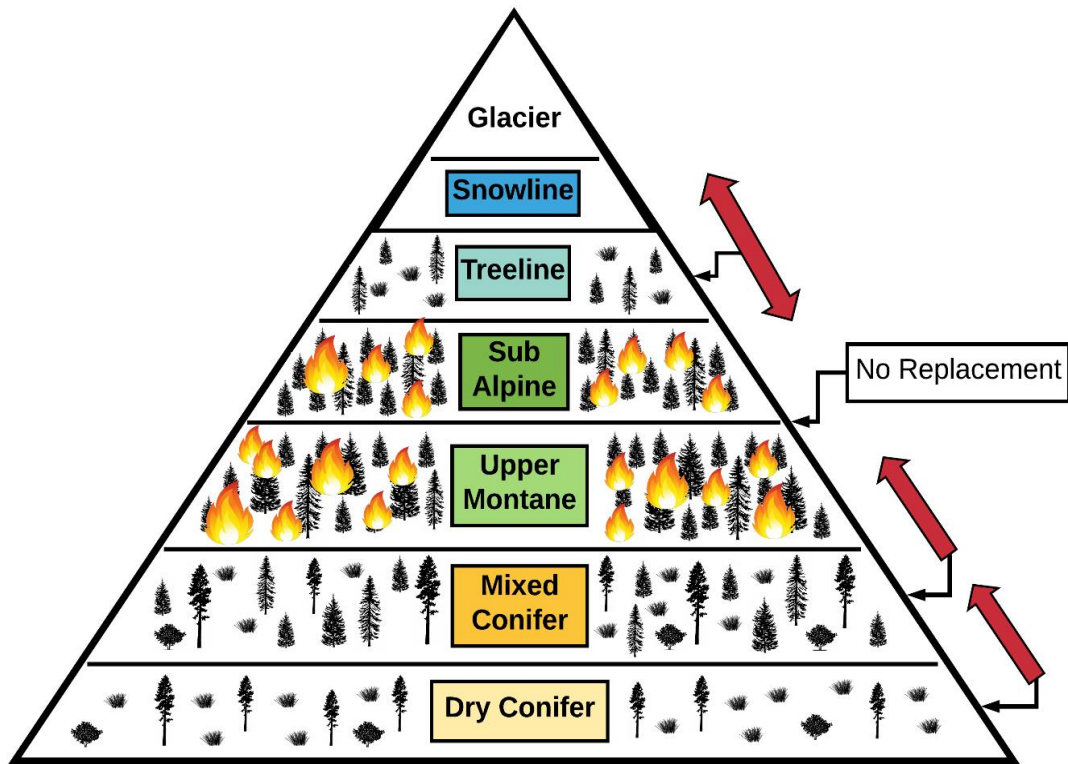 Glacier
Snowline
Treeline
Sub
Alpine
No Replacement
Upper
Montane
Mixed
Conifer
Dry Conifer